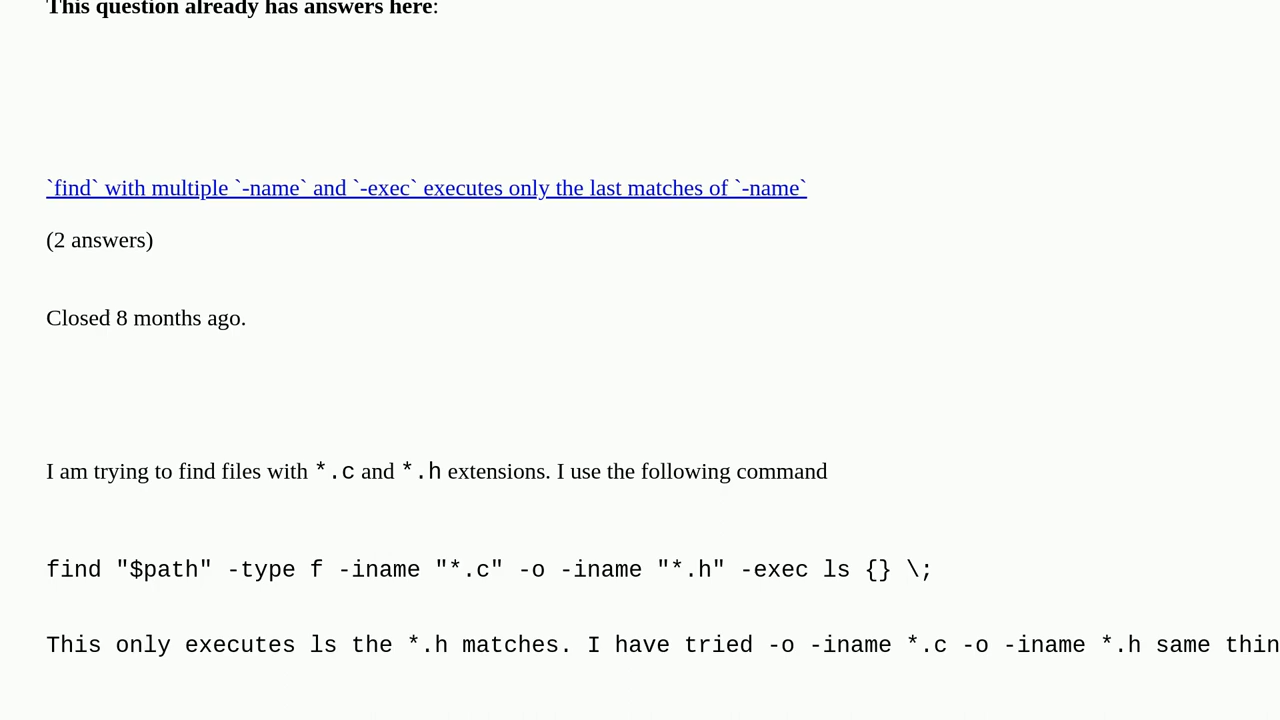 This question already has answers here:
`find` with multiple `-name` and `-exec` executes only the last matches of `-name`
(2 answers)
Closed 8 months ago.
I am trying to find files with *.c and *.h extensions. I use the following command
find "$path" -type f -iname "*.c" -o -iname "*.h" -exec ls {} \;
This only executes ls the *.h matches. I have tried -o -iname *.c -o -iname *.h same thin